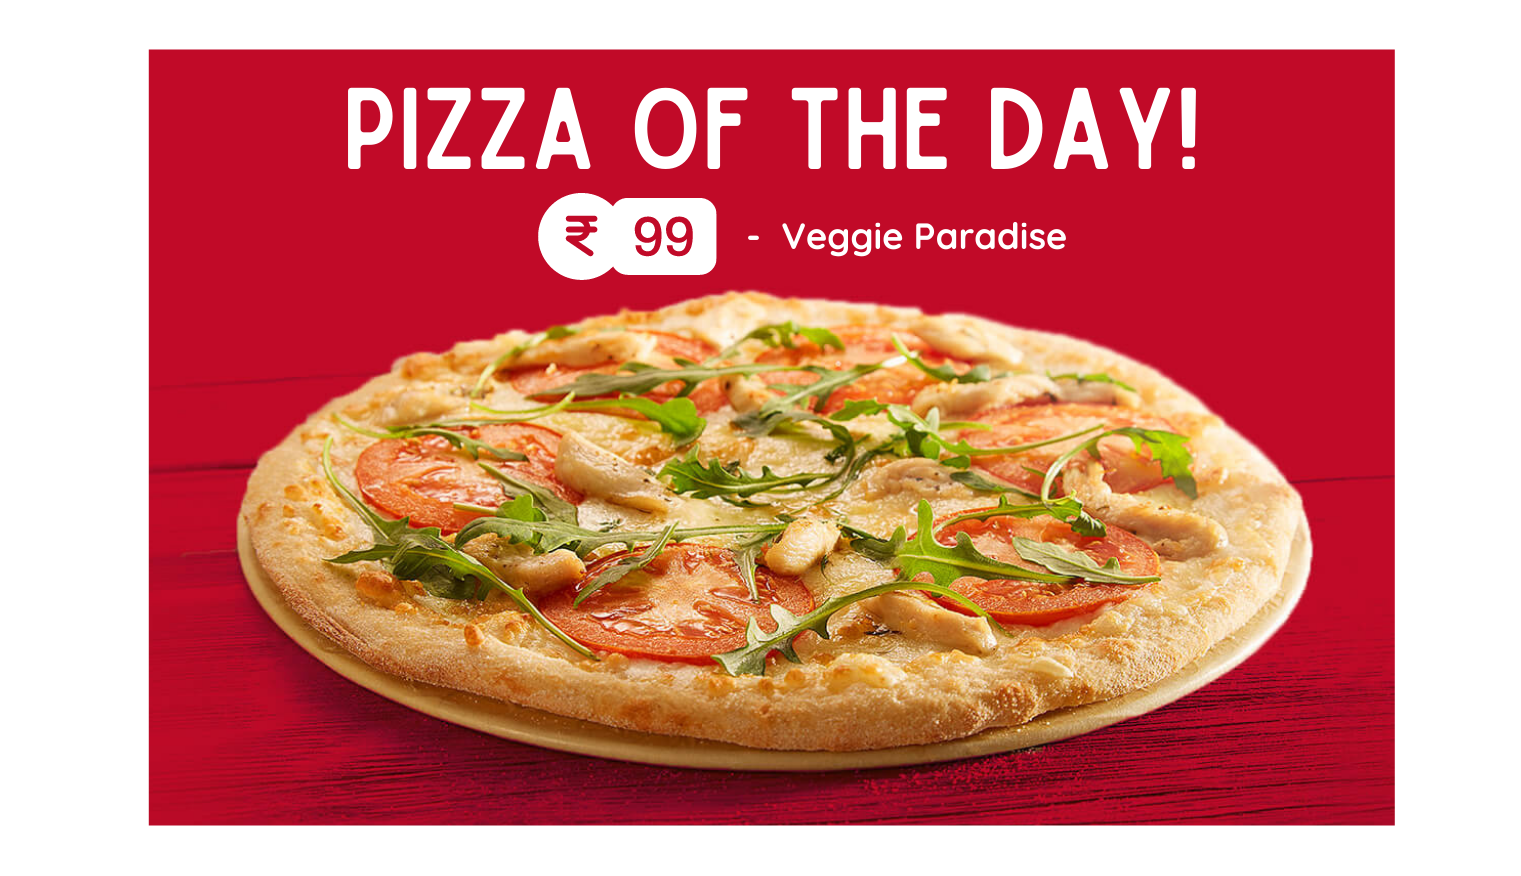 PIZZA OF THE DAY!
₹ 99 - Veggie Paradise